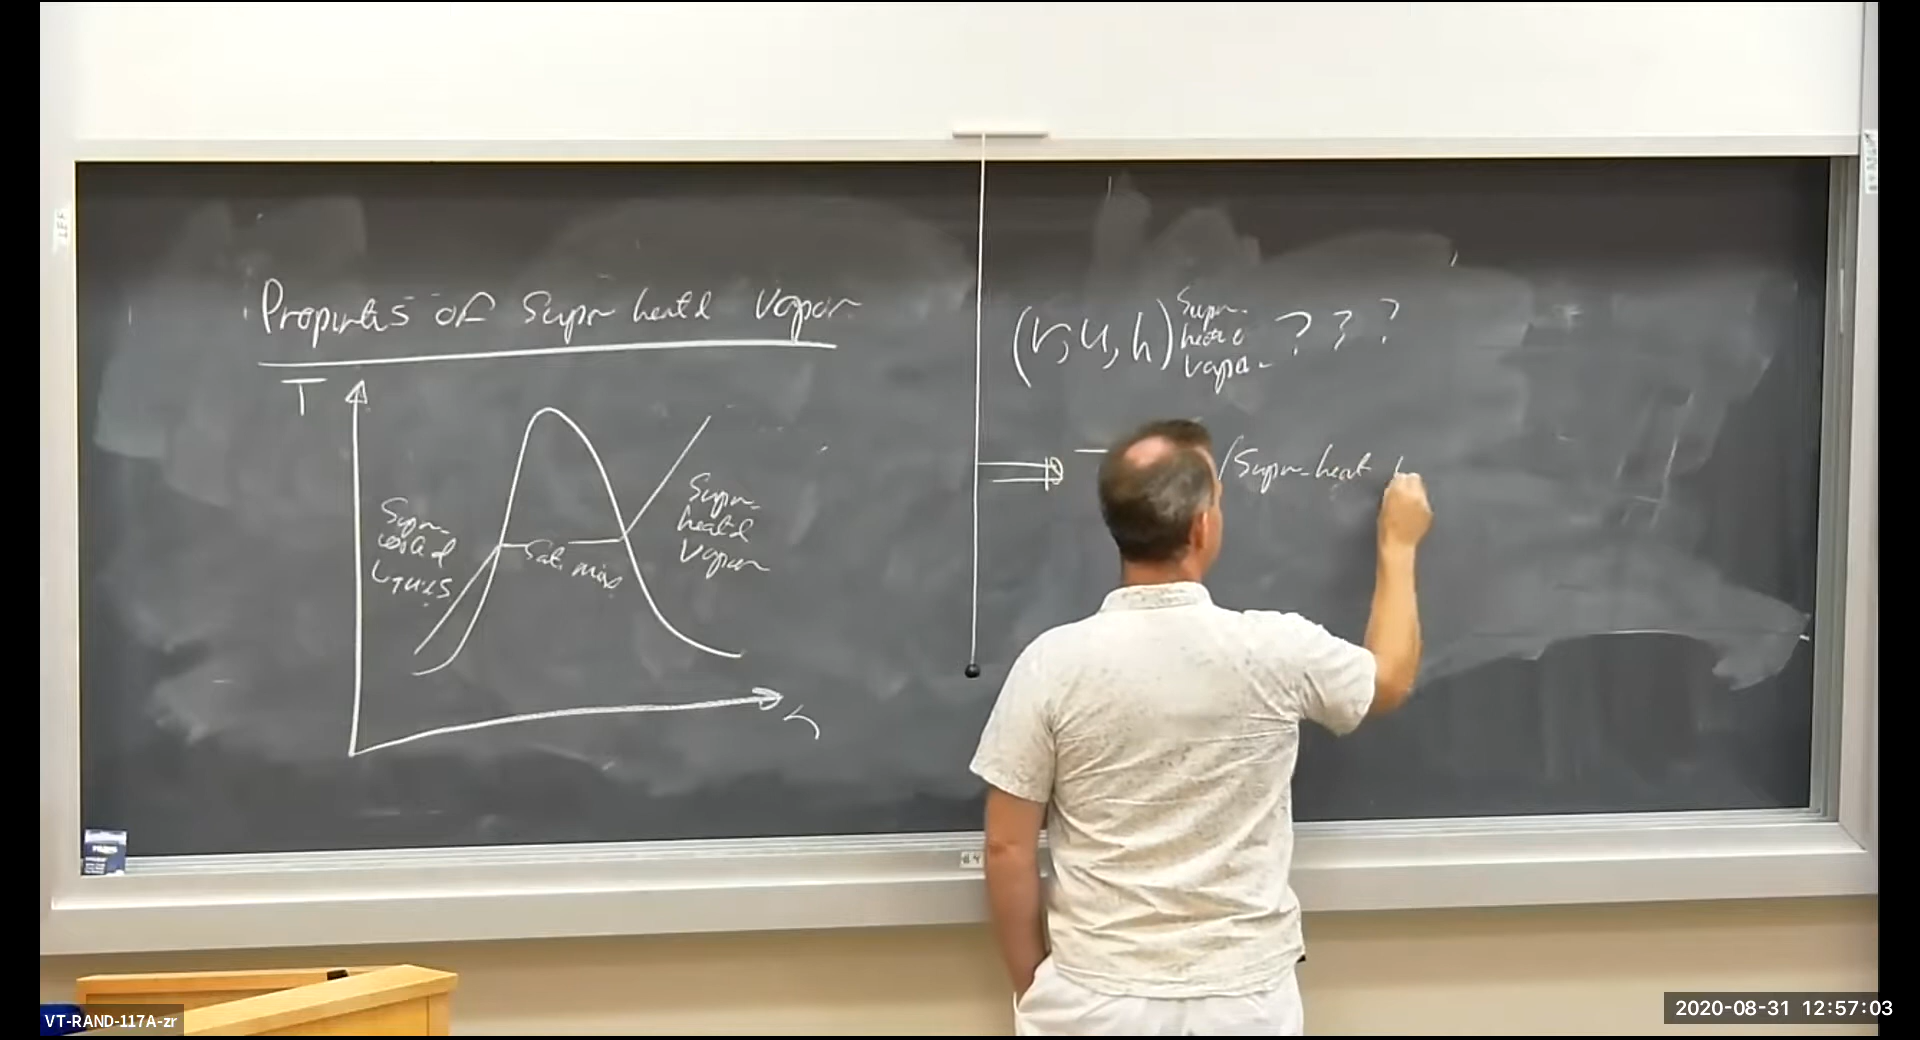 Properties of Super heated Vapor
T
Super-
cooled
Liquids
Sat. mix
Super-
heated
Vapor
(v, u, h) Super-
heated
vapor ? ? ?
/Super-heat
#4
VT-RAND-117A-zr
2020-08-31 12:57:03